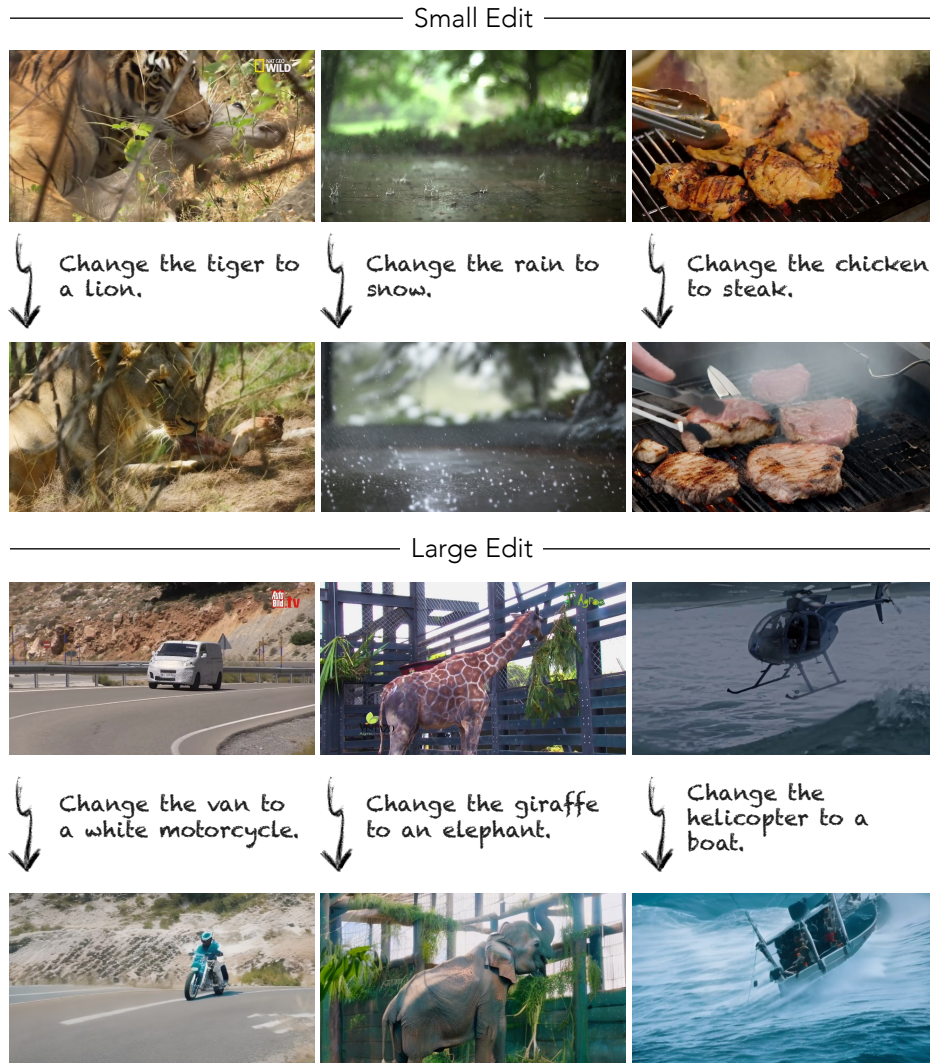 Small Edit
NAT GEO
WILD
Change the tiger to
a lion.
Change the rain to
snow.
Change the chicken
to steak.
Large Edit
Auto
Bild
TV
Agrons
Change the van to
a white motorcycle.
Change the giraffe
to an elephant.
Change the
helicopter to a
boat.